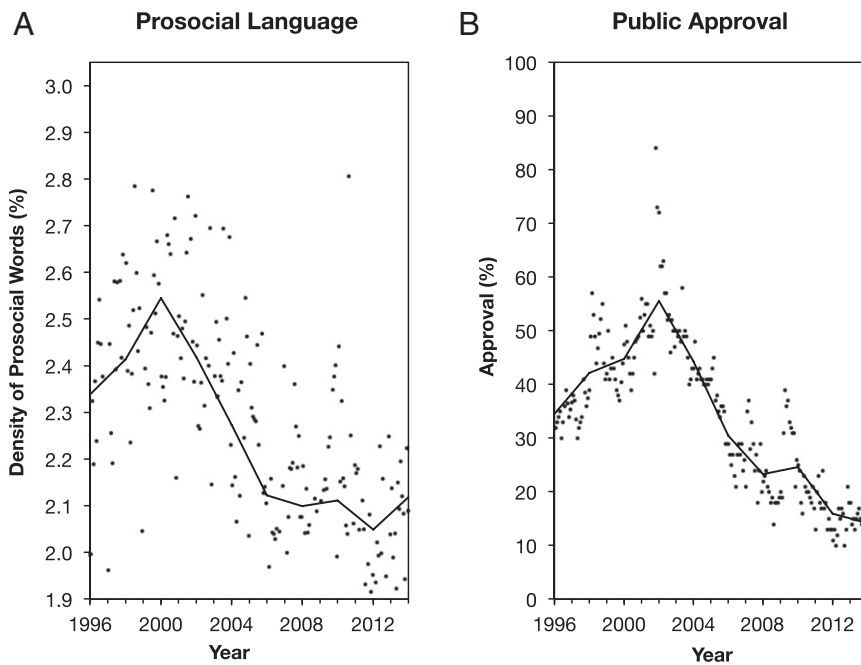 A
Prosocial Language
Density of Prosocial Words (%)
3.0
2.9
2.8
2.7
2.6
2.5
2.4
2.3
2.2
2.1
2.0
1.9
1996 2000 2004 2008 2012
Year
B
Public Approval
Approval (%)
100
90
80
70
60
50
40
30
20
10
0
1996 2000 2004 2008 2012
Year